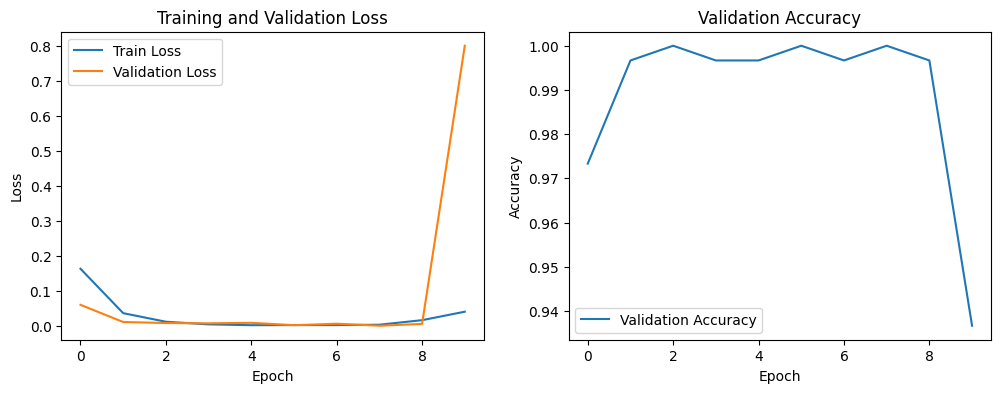 Training and Validation Loss
Train Loss
Validation Loss
0.8
0.7
0.6
0.5
0.4
0.3
0.2
0.1
0.0
Loss
0
2
4
6
8
Epoch
Validation Accuracy
1.00
0.99
0.98
0.97
0.96
0.95
0.94
Accuracy
Validation Accuracy
0
2
4
6
8
Epoch